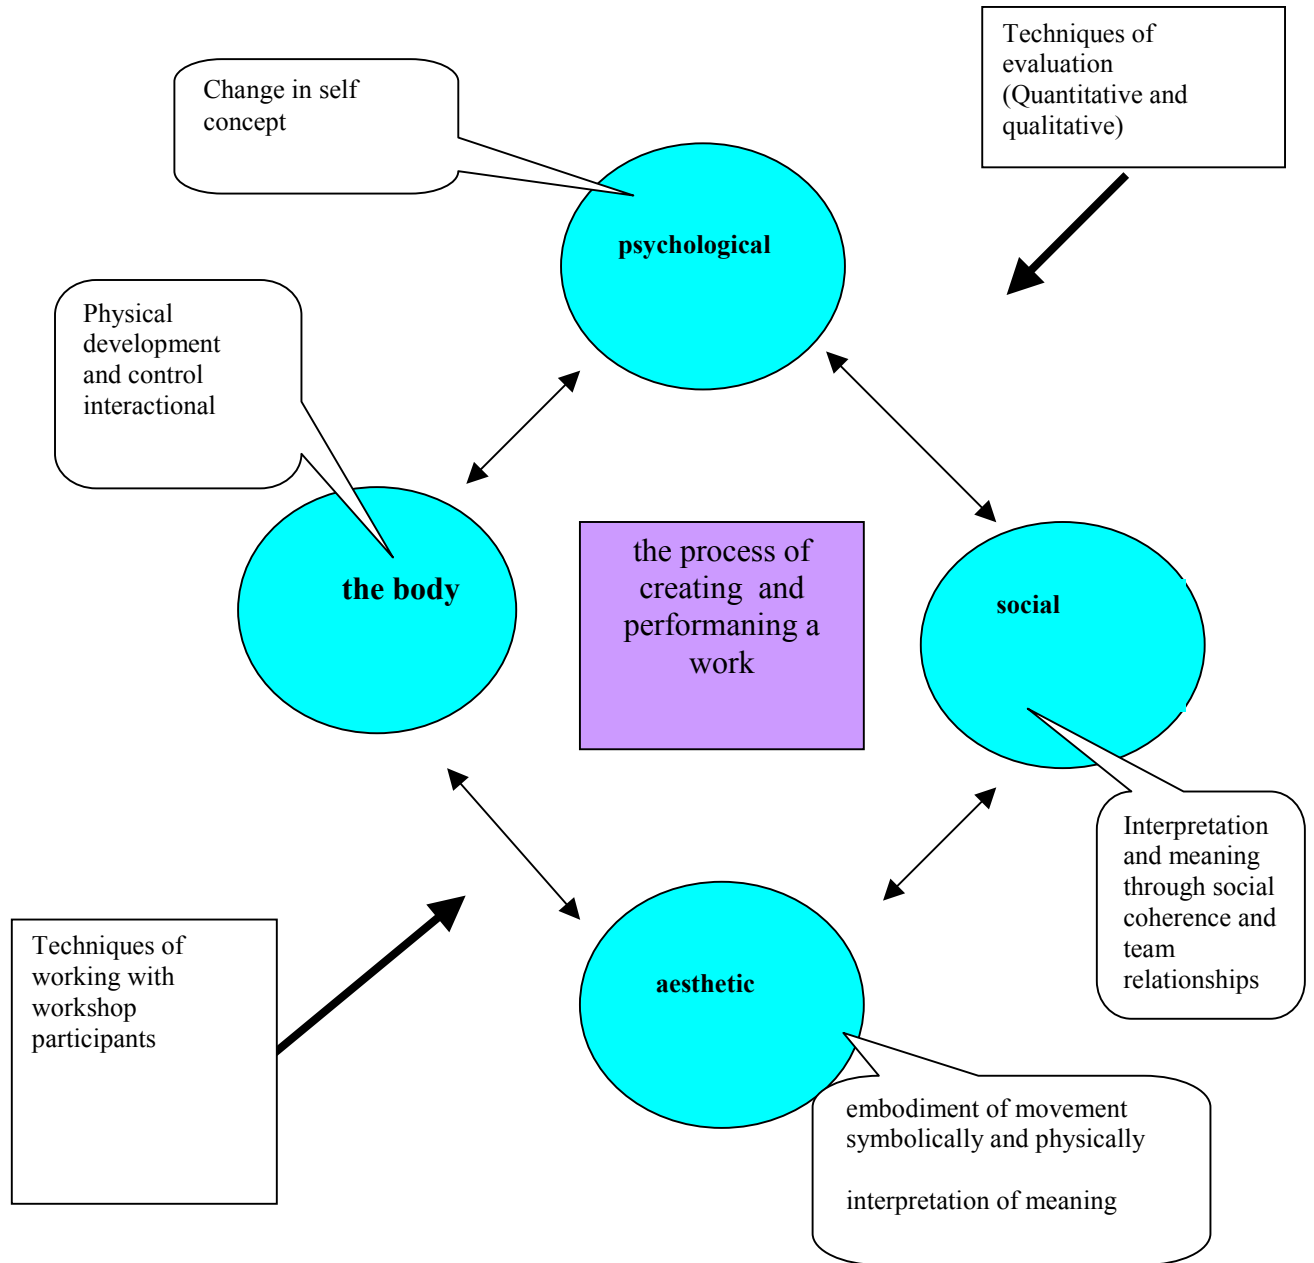 Techniques of
evaluation
(Quantitative and
qualitative)
Change in self
concept
psychological
Physical
development
and control
interactional
the body
the process of
creating  and
performaning a
work
social
Interpretation
and meaning
through social
coherence and
team
relationships
Techniques of
working with
workshop
participants
aesthetic
embodiment of movement
symbolically and physically
interpretation of meaning